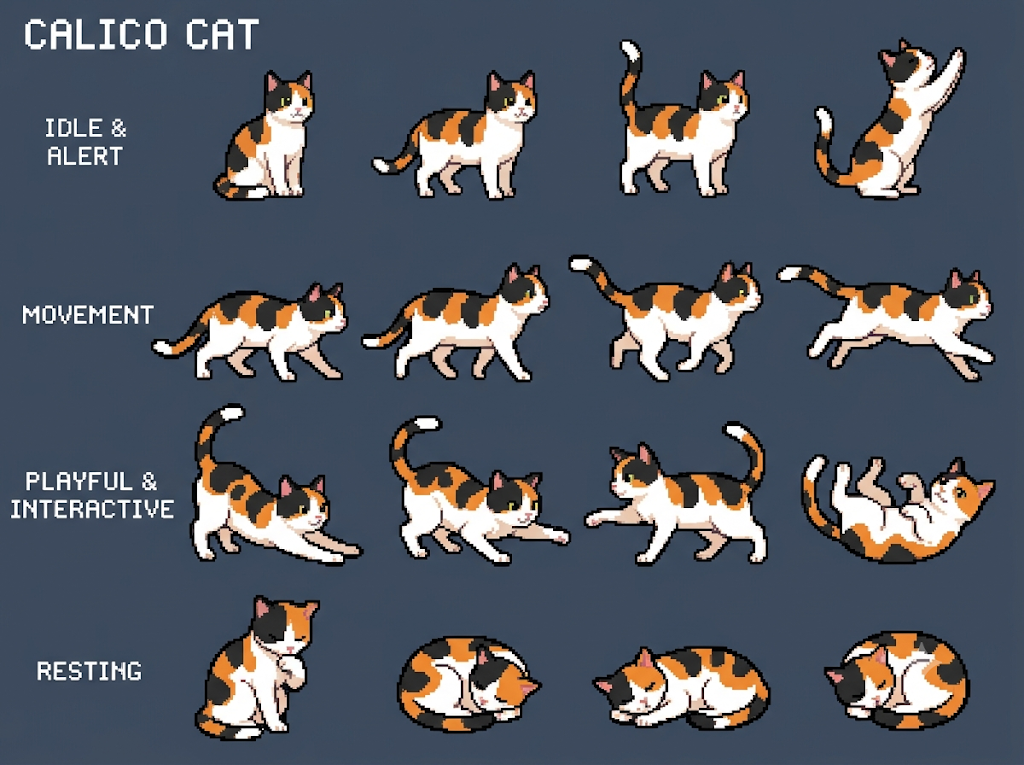 CALICO CAT
IDLE &
ALERT
MOVEMENT
PLAYFUL &
INTERACTIVE
RESTING